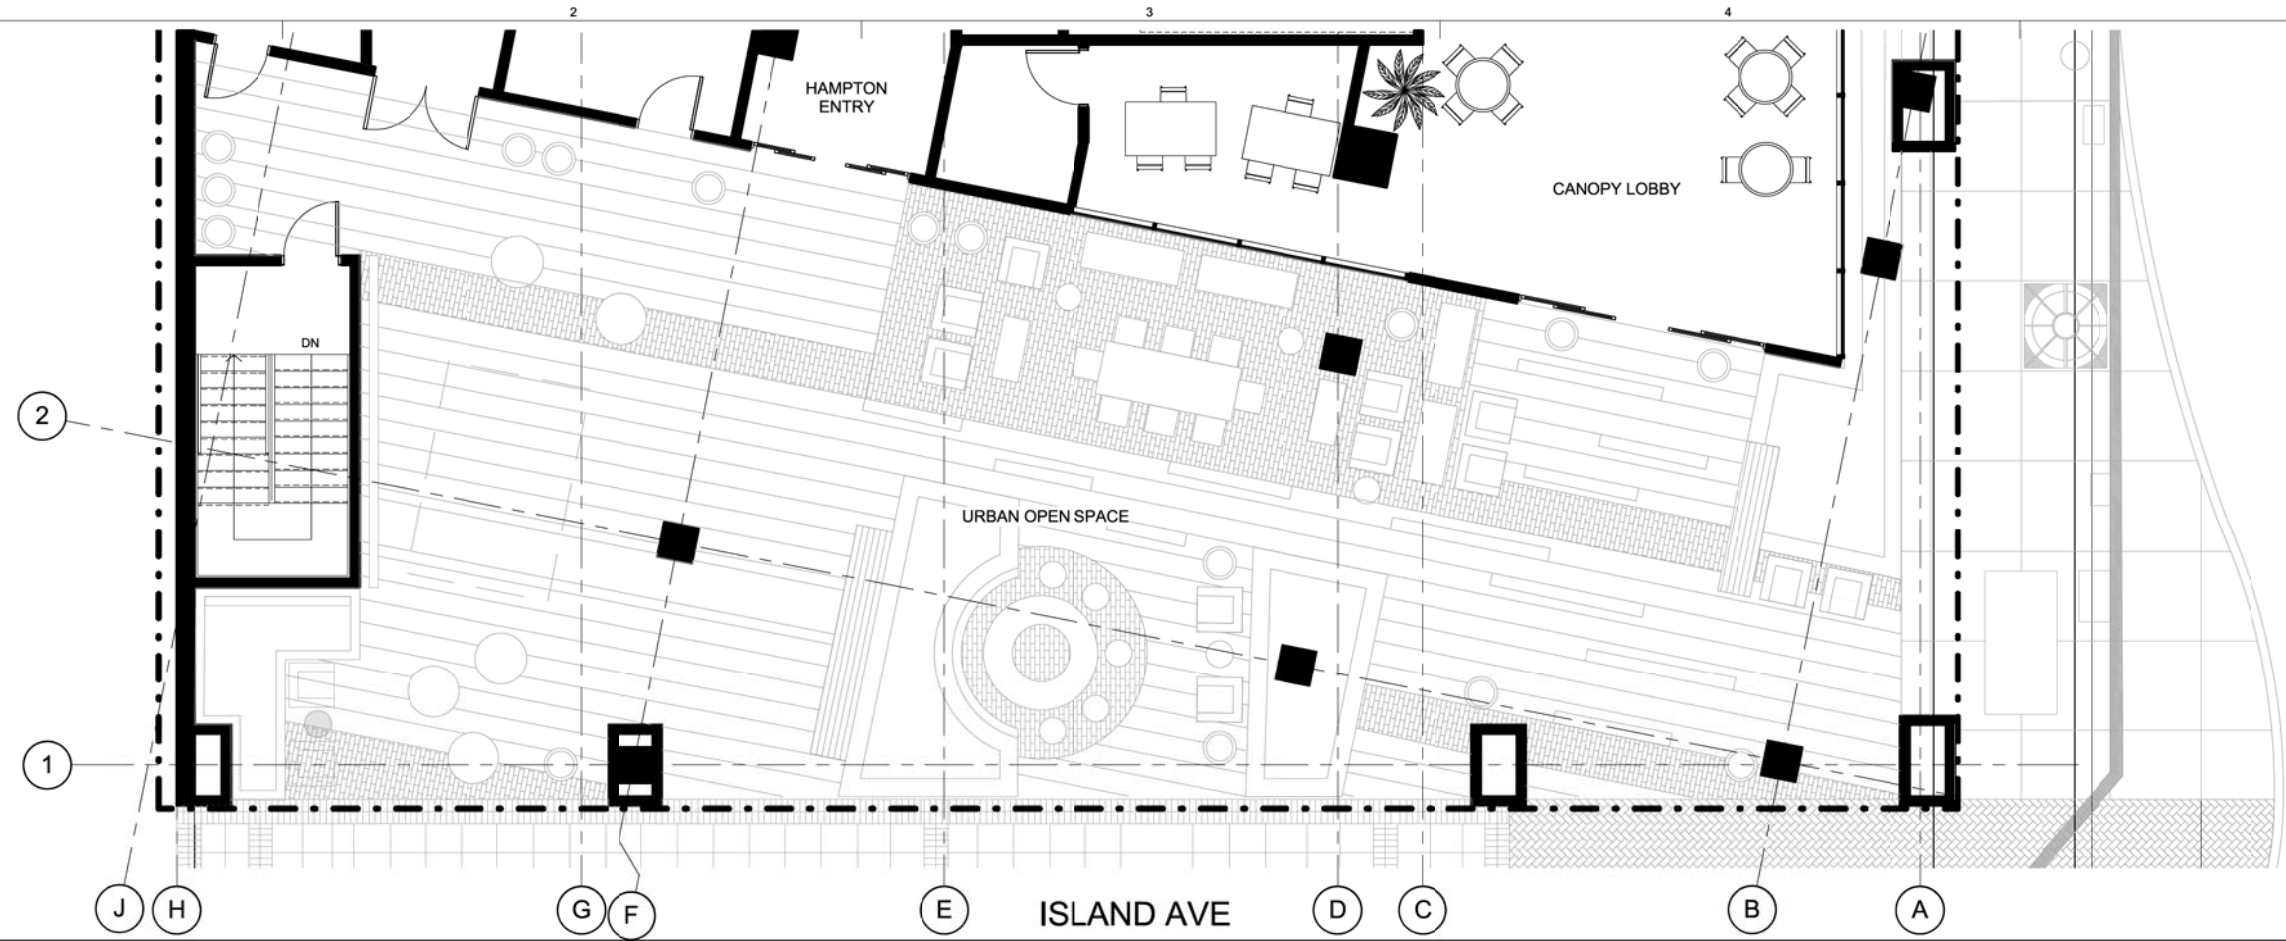 2 3 4
HAMPTON
ENTRY
CANOPY LOBBY
DN
2
URBAN OPEN SPACE
1
J H G F E D C B A
ISLAND AVE